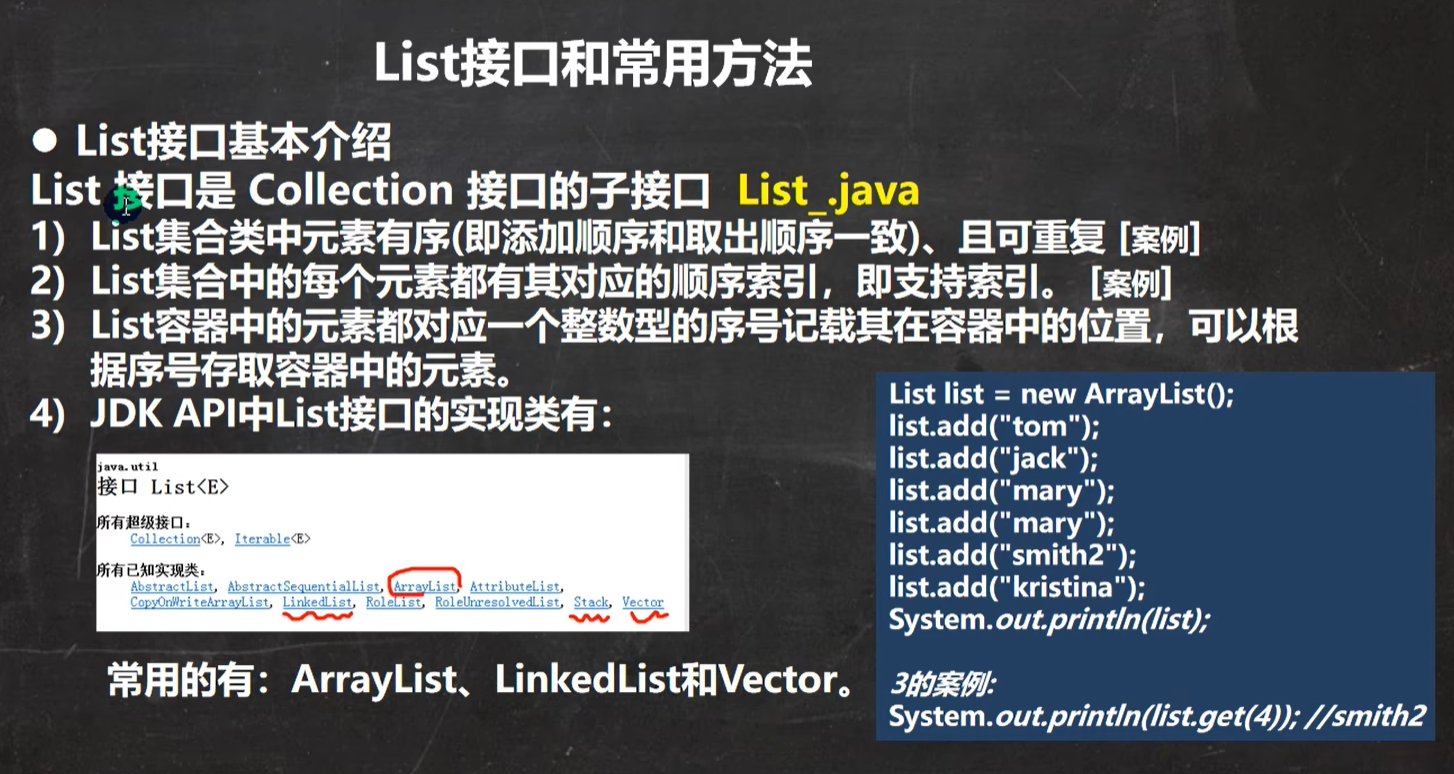 List接口和常用方法
● List接口基本介绍
List 接口是 Collection 接口的子接口 List_.java
1) List集合类中元素有序(即添加顺序和取出顺序一致)、且可重复 [案例]
2) List集合中的每个元素都有其对应的顺序索引，即支持索引。 [案例]
3) List容器中的元素都对应一个整数型的序号记载其在容器中的位置，可以根
据序号存取容器中的元素。
4) JDK API中List接口的实现类有：
java.util
接口 List<E>
所有超级接口：
Collection<E>, Iterable<E>
所有已知实现类：
AbstractList, AbstractSequentialList, ArrayList, AttributeList,
CopyOnWriteArrayList, LinkedList, RoleList, RoleUnresolvedList, Stack, Vector
常用的有：ArrayList、LinkedList和Vector。
List list = new ArrayList();
list.add("tom");
list.add("jack");
list.add("mary");
list.add("mary");
list.add("smith2");
list.add("kristina");
System.out.println(list);
3的案例:
System.out.println(list.get(4)); //smith2